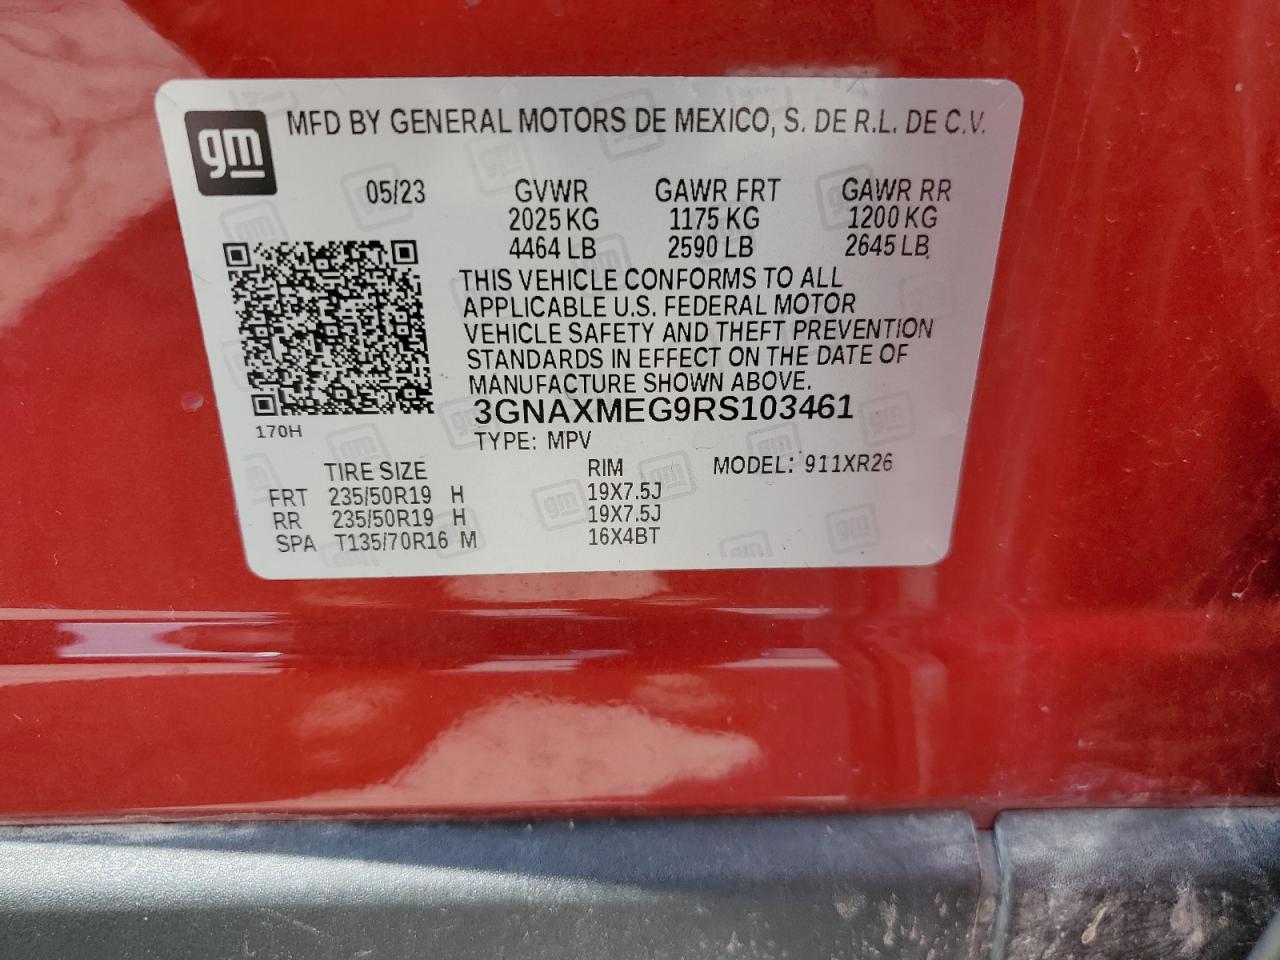 gm MFD BY GENERAL MOTORS DE MEXICO, S. DE R.L. DE C.V.
05/23 GVWR GAWR FRT GAWR RR
2025 KG 1175 KG 1200 KG
4464 LB 2590 LB 2645 LB
THIS VEHICLE CONFORMS TO ALL
APPLICABLE U.S. FEDERAL MOTOR
VEHICLE SAFETY AND THEFT PREVENTION
STANDARDS IN EFFECT ON THE DATE OF
MANUFACTURE SHOWN ABOVE.
3GNAXMEG9RS103461
170H
TYPE: MPV
TIRE SIZE RIM MODEL: 911XR26
FRT 235/50R19 H 19X7.5J
RR 235/50R19 H 19X7.5J
SPA T135/70R16 M 16X4BT